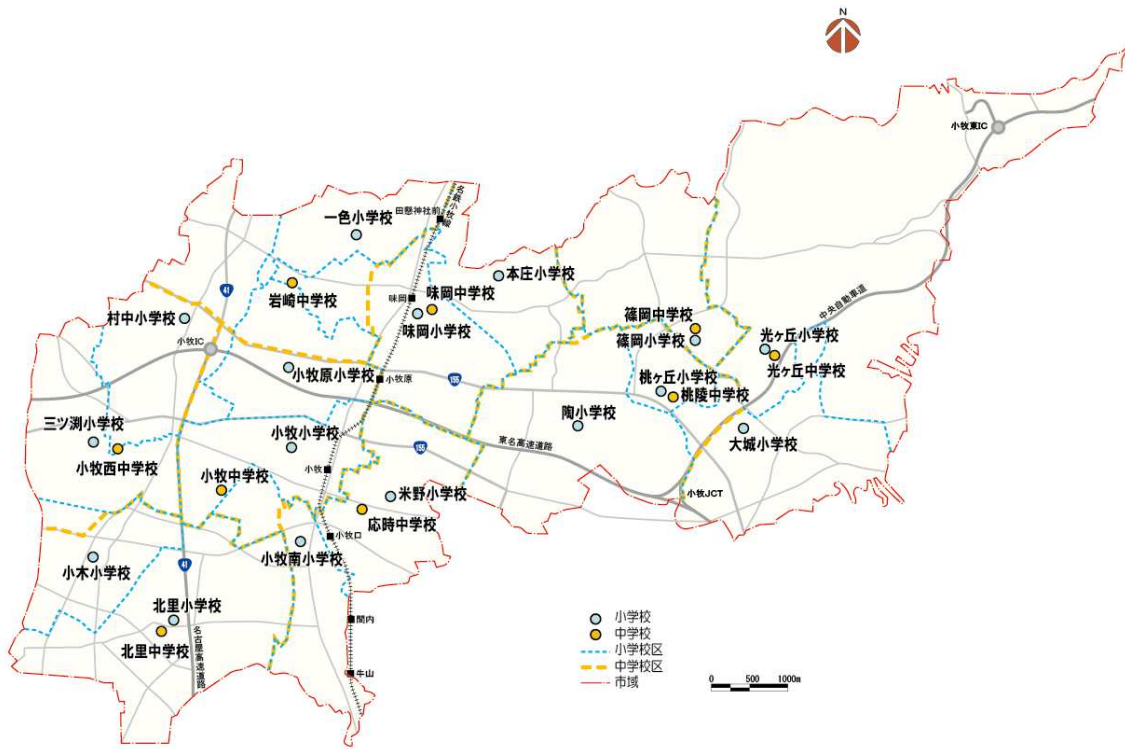 N
小牧東IC
名鉄小牧線
田懸神社前
一色小学校
本庄小学校
中央自動車道
41
岩崎中学校
味岡
味岡中学校
村中小学校
味岡小学校
篠岡中学校
篠岡小学校
光ヶ丘小学校
光ヶ丘中学校
小牧IC
小牧原小学校
小牧原
155
桃ヶ丘小学校
桃陵中学校
三ツ渕小学校
小牧西中学校
小牧小学校
155
東名高速道路
陶小学校
大城小学校
小牧
小牧中学校
米野小学校
小牧JCT
応時中学校
小牧口
小牧南小学校
小木小学校
41
北里小学校
北里中学校
名古屋高速道路
間内
牛山
小学校
中学校
小学校区
中学校区
市域
0 500 1000m